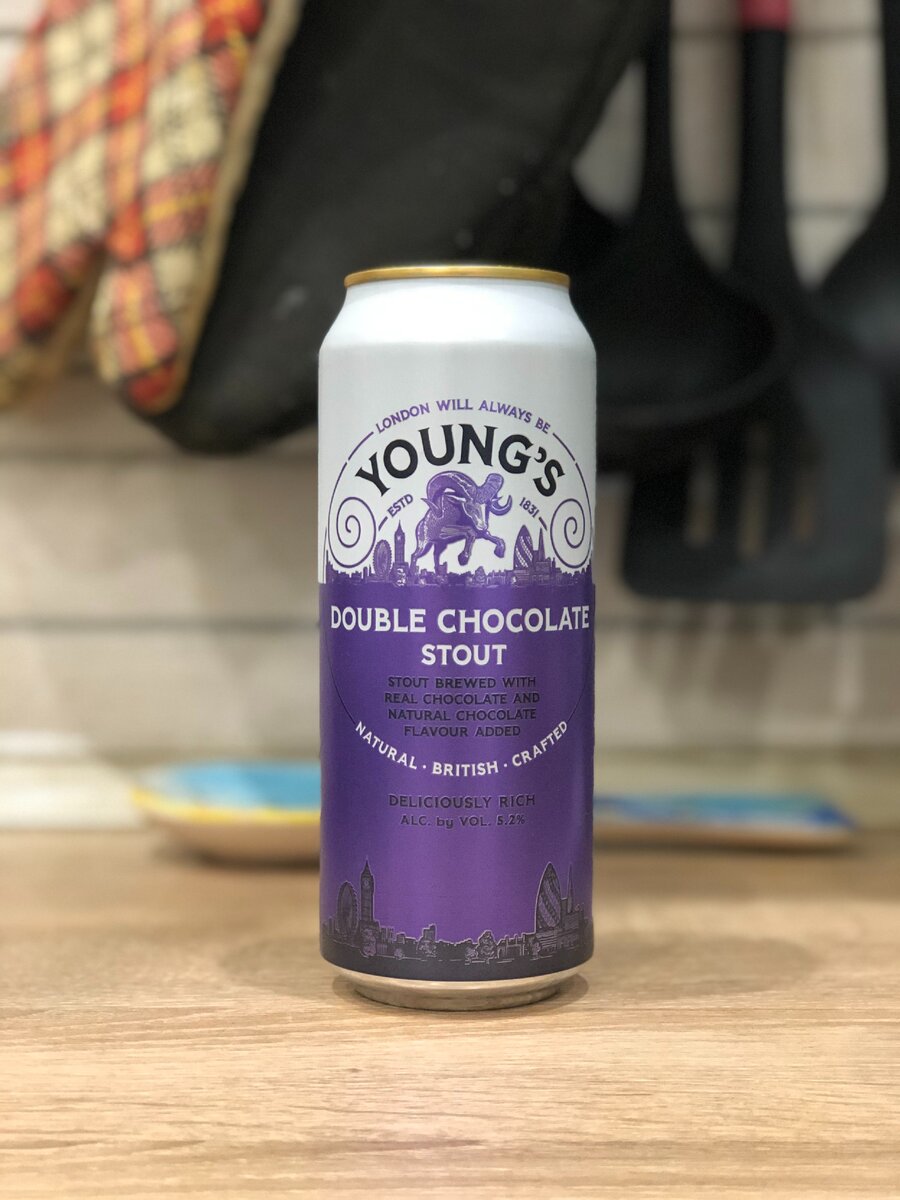 LONDON WILL ALWAYS BE
YOUNG'S
ESTD 1831
DOUBLE CHOCOLATE
STOUT
STOUT BREWED WITH
REAL CHOCOLATE AND
NATURAL CHOCOLATE
FLAVOUR ADDED
NATURAL · BRITISH · CRAFTED
DELICIOUSLY RICH
ALC. by VOL. 5.2%